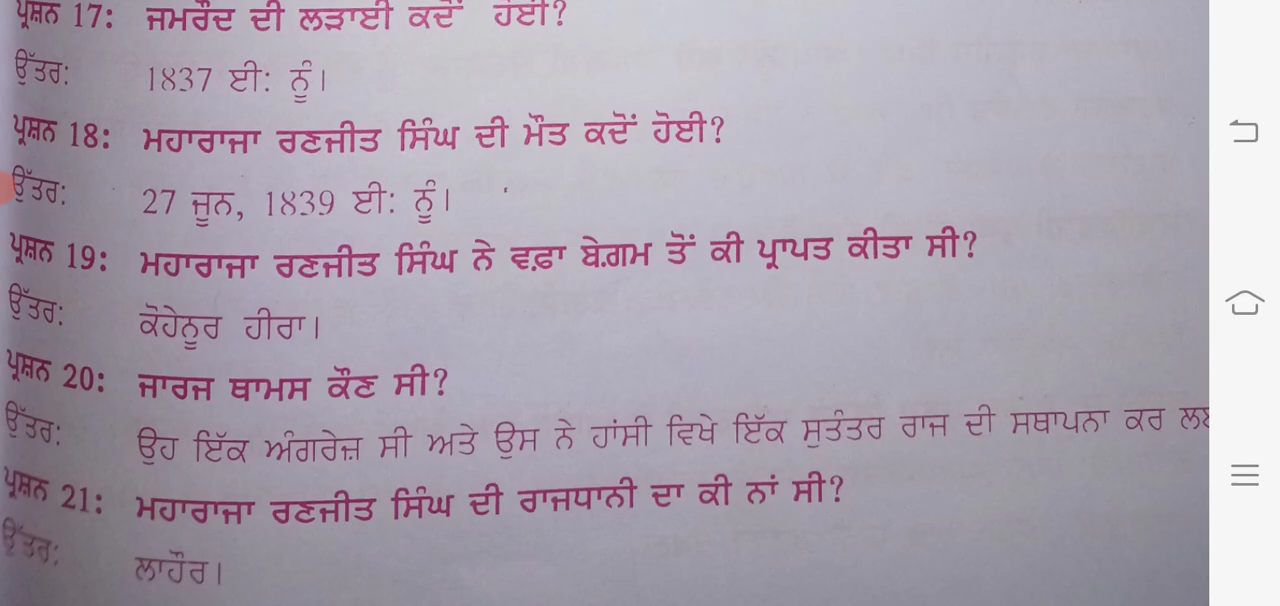 ਪ੍ਰਸ਼ਨ 17: ਜਮਰੌਦ ਦੀ ਲੜਾਈ ਕਦੋਂ ਹੋਈ?
ਉੱਤਰ: 1837 ਈ: ਨੂੰ।
ਪ੍ਰਸ਼ਨ 18: ਮਹਾਰਾਜਾ ਰਣਜੀਤ ਸਿੰਘ ਦੀ ਮੌਤ ਕਦੋਂ ਹੋਈ?
ਉੱਤਰ: 27 ਜੂਨ, 1839 ਈ: ਨੂੰ।
ਪ੍ਰਸ਼ਨ 19: ਮਹਾਰਾਜਾ ਰਣਜੀਤ ਸਿੰਘ ਨੇ ਵਫ਼ਾ ਬੇਗ਼ਮ ਤੋਂ ਕੀ ਪ੍ਰਾਪਤ ਕੀਤਾ ਸੀ?
ਉੱਤਰ: ਕੋਹੇਨੂਰ ਹੀਰਾ।
ਪ੍ਰਸ਼ਨ 20: ਜਾਰਜ ਥਾਮਸ ਕੌਣ ਸੀ?
ਉੱਤਰ: ਉਹ ਇੱਕ ਅੰਗਰੇਜ਼ ਸੀ ਅਤੇ ਉਸ ਨੇ ਹਾਂਸੀ ਵਿਖੇ ਇੱਕ ਸੁਤੰਤਰ ਰਾਜ ਦੀ ਸਥਾਪਨਾ ਕਰ
ਪ੍ਰਸ਼ਨ 21: ਮਹਾਰਾਜਾ ਰਣਜੀਤ ਸਿੰਘ ਦੀ ਰਾਜਧਾਨੀ ਦਾ ਕੀ ਨਾਂ ਸੀ?
ਉੱਤਰ: ਲਾਹੌਰ।